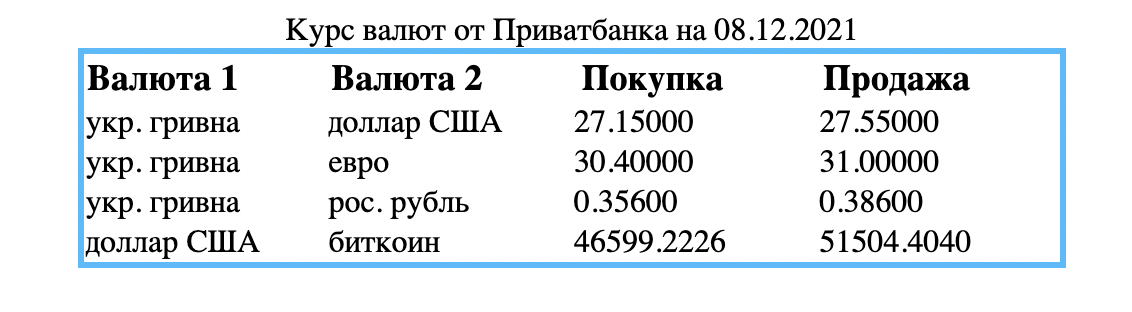 Курс валют от Приватбанка на 08.12.2021
Валюта 1 Валюта 2 Покупка Продажа
укр. гривна доллар США 27.15000 27.55000
укр. гривна евро 30.40000 31.00000
укр. гривна рос. рубль 0.35600 0.38600
доллар США биткоин 46599.2226 51504.4040